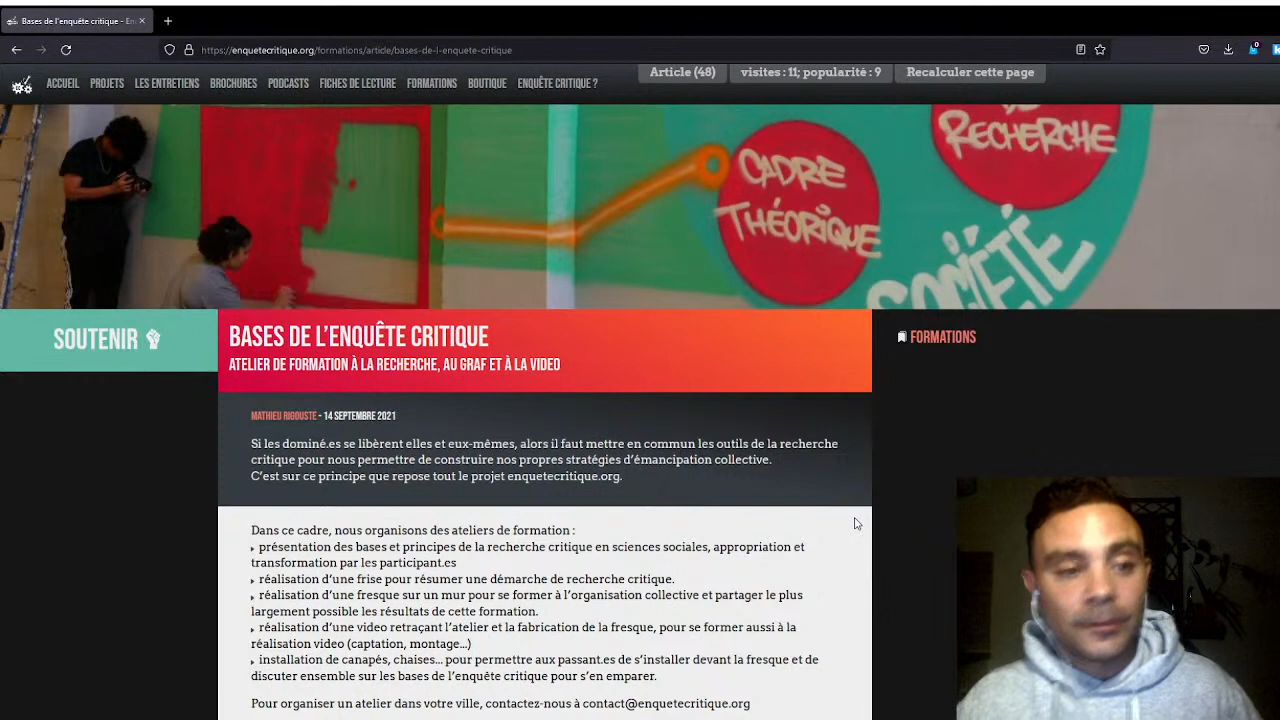 Bases de l'enquête critique - En
https://enquetecritique.org/formations/article/bases-de-l-enquete-critique
ACCUEIL PROJETS LES ENTRETIENS BROCHURES PODCASTS FICHES DE LECTURE FORMATIONS BOUTIQUE ENQUÊTE CRITIQUE ?
Article (48) visites : 11; popularité : 9 Recalculer cette page
RECHERCHE
CADRE
THÉORIQUE
SOCIÉTÉ
SOUTENIR
BASES DE L'ENQUÊTE CRITIQUE
ATELIER DE FORMATION À LA RECHERCHE, AU GRAF ET À LA VIDEO
FORMATIONS
MATHIEU RIGOUSTE - 14 SEPTEMBRE 2021
Si les dominé.es se libèrent elles et eux-mêmes, alors il faut mettre en commun les outils de la recherche
critique pour nous permettre de construire nos propres stratégies d'émancipation collective.
C'est sur ce principe que repose tout le projet enquetecritique.org.
Dans ce cadre, nous organisons des ateliers de formation :
présentation des bases et principes de la recherche critique en sciences sociales, appropriation et
transformation par les participant.es
réalisation d'une frise pour résumer une démarche de recherche critique.
réalisation d'une fresque sur un mur pour se former à l'organisation collective et partager le plus
largement possible les résultats de cette formation.
réalisation d'une video retraçant l'atelier et la fabrication de la fresque, pour se former aussi à la
réalisation video (captation, montage...)
installation de canapés, chaises... pour permettre aux passant.es de s'installer devant la fresque et de
discuter ensemble sur les bases de l'enquête critique pour s'en emparer.
Pour organiser un atelier dans votre ville, contactez-nous à contact@enquetecritique.org